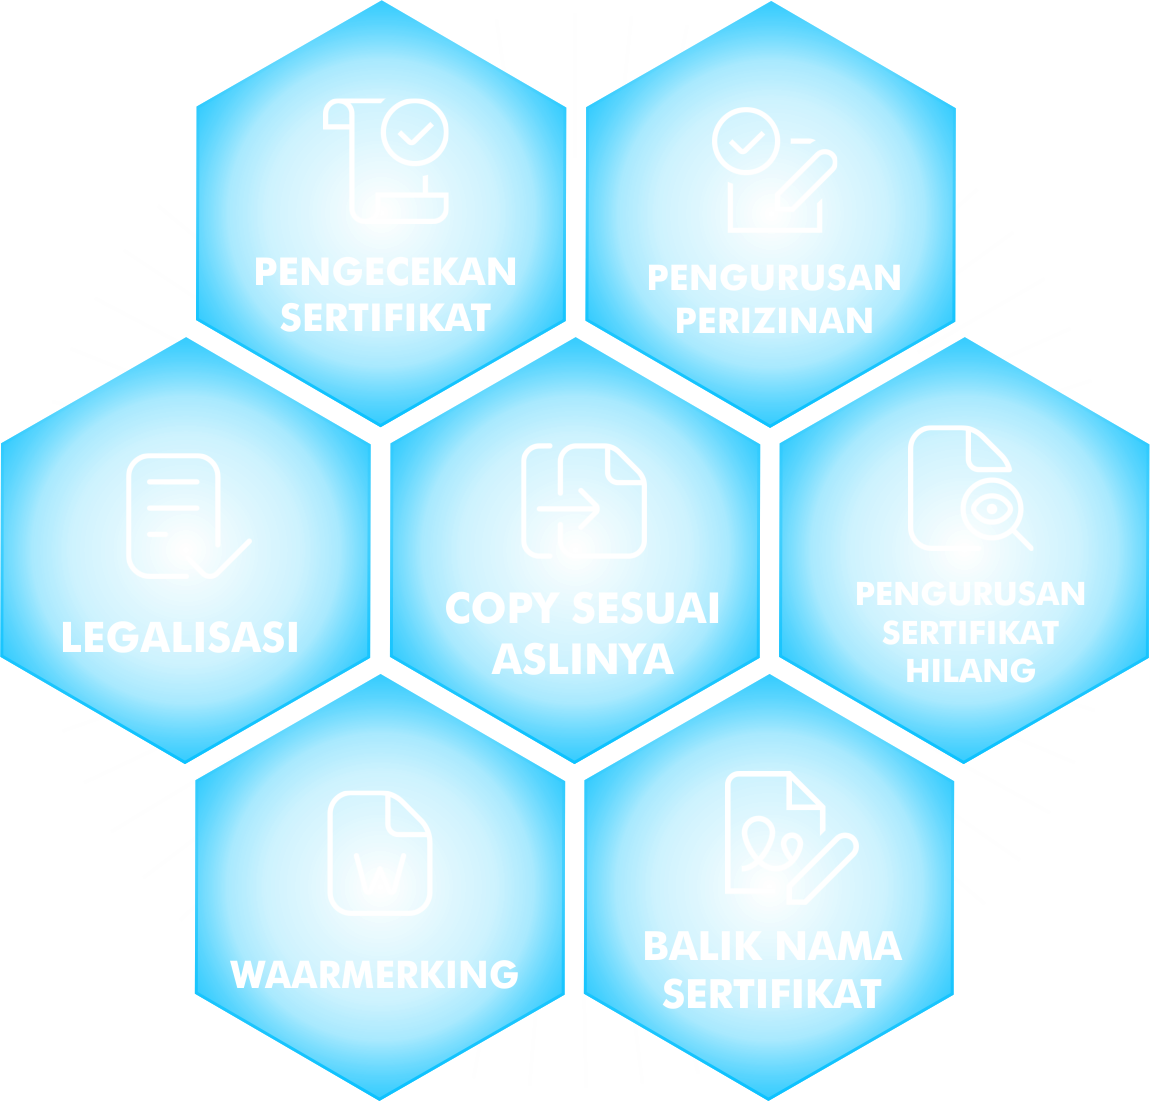 PENGECEKAN
SERTIFIKAT
PENGURUSAN
PERIZINAN
LEGALISASI
COPY SESUAI
ASLINYA
PENGURUSAN
SERTIFIKAT
HILANG
W
WAARMERKING
BALIK NAMA
SERTIFIKAT